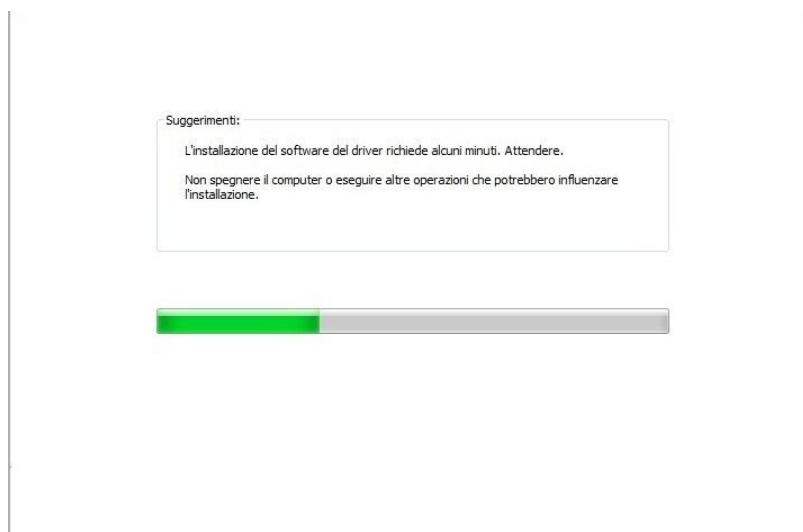 Suggerimenti:
L'installazione del software del driver richiede alcuni minuti. Attendere.
Non spegnere il computer o eseguire altre operazioni che potrebbero influenzare
l'installazione.